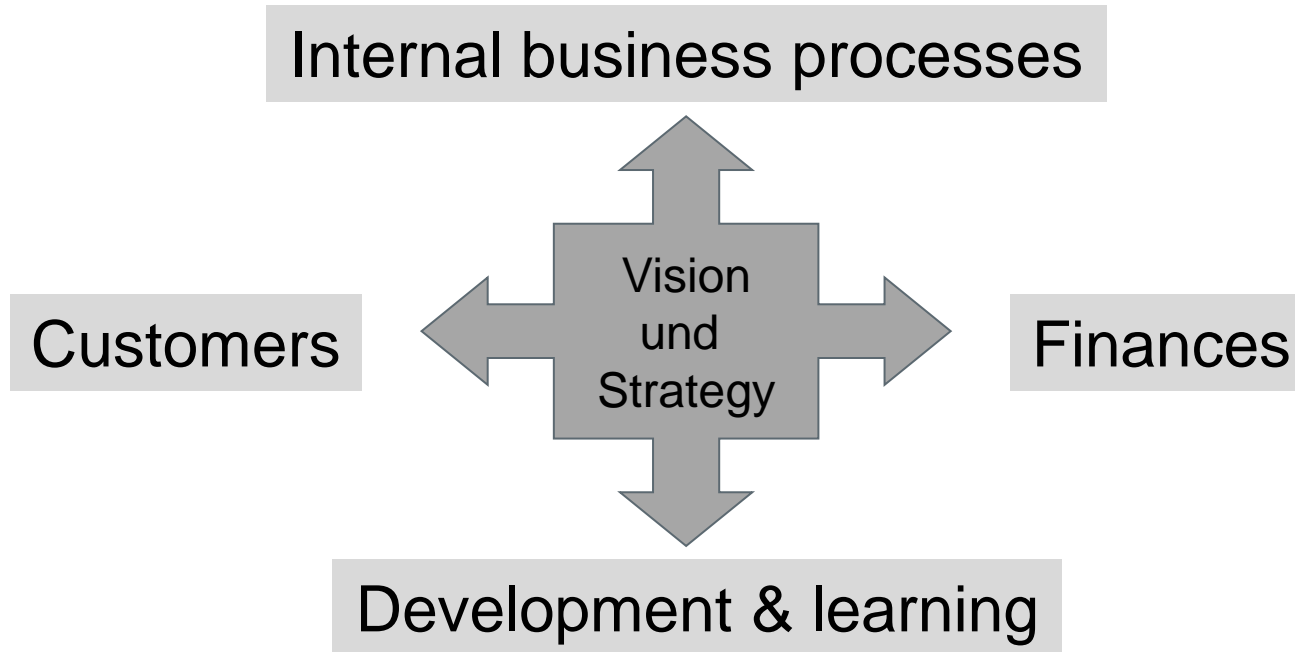 Internal business processes
Customers
Vision
und
Strategy
Finances
Development & learning